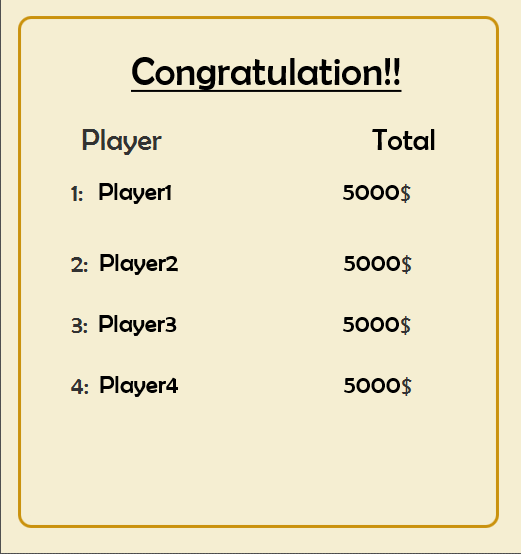 Congratulation!!
Player Total
1: Player1 5000$
2: Player2 5000$
3: Player3 5000$
4: Player4 5000$